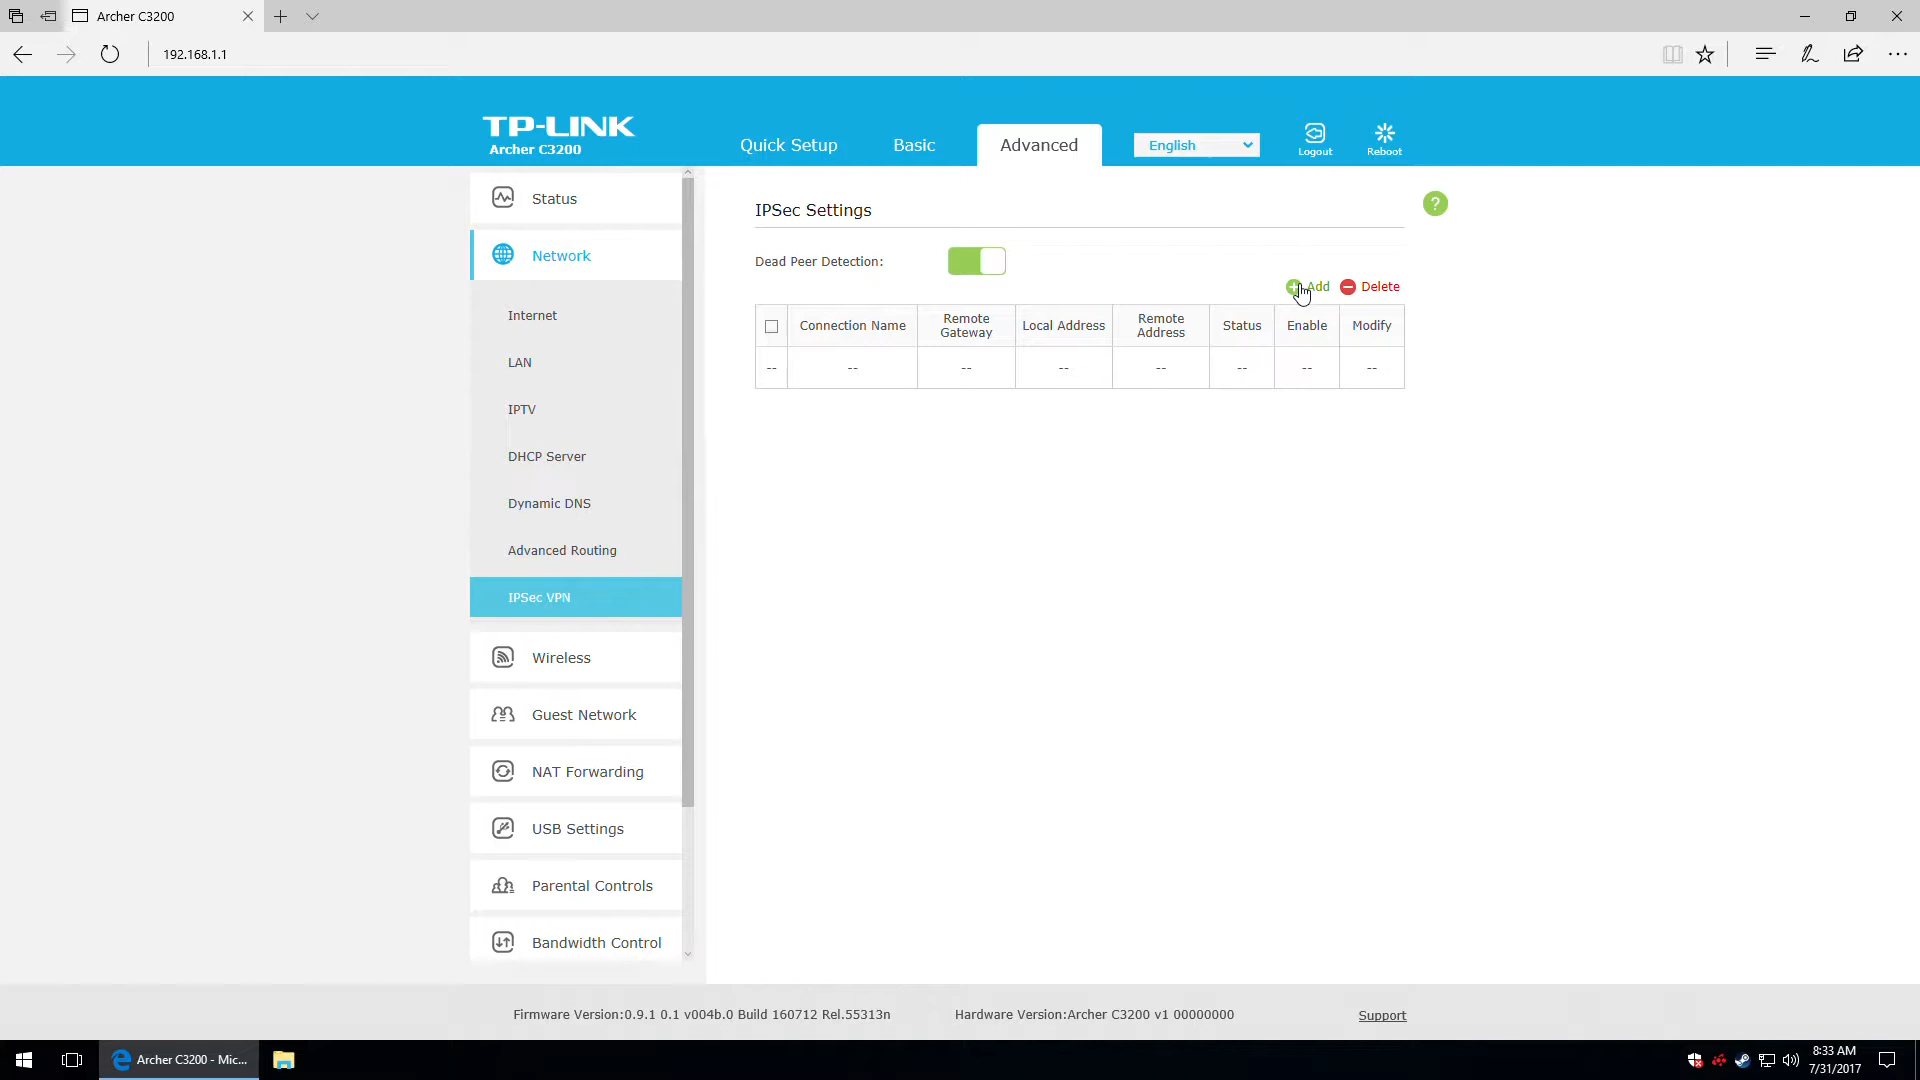 Archer C3200
192.168.1.1
TP-LINK
Archer C3200
Quick Setup
Basic
Advanced
English
Logout
Reboot
Status
Network
Internet
LAN
IPTV
DHCP Server
Dynamic DNS
Advanced Routing
IPSec VPN
Wireless
Guest Network
NAT Forwarding
USB Settings
Parental Controls
Bandwidth Control
IPSec Settings
?
Dead Peer Detection:
Add Delete
Connection Name Remote Gateway Local Address Remote Address Status Enable Modify
-- -- -- -- -- -- -- --
Firmware Version:0.9.1 0.1 v004b.0 Build 160712 Rel.55313n Hardware Version:Archer C3200 v1 00000000 Support
Archer C3200 - Mic...
8:33 AM
7/31/2017